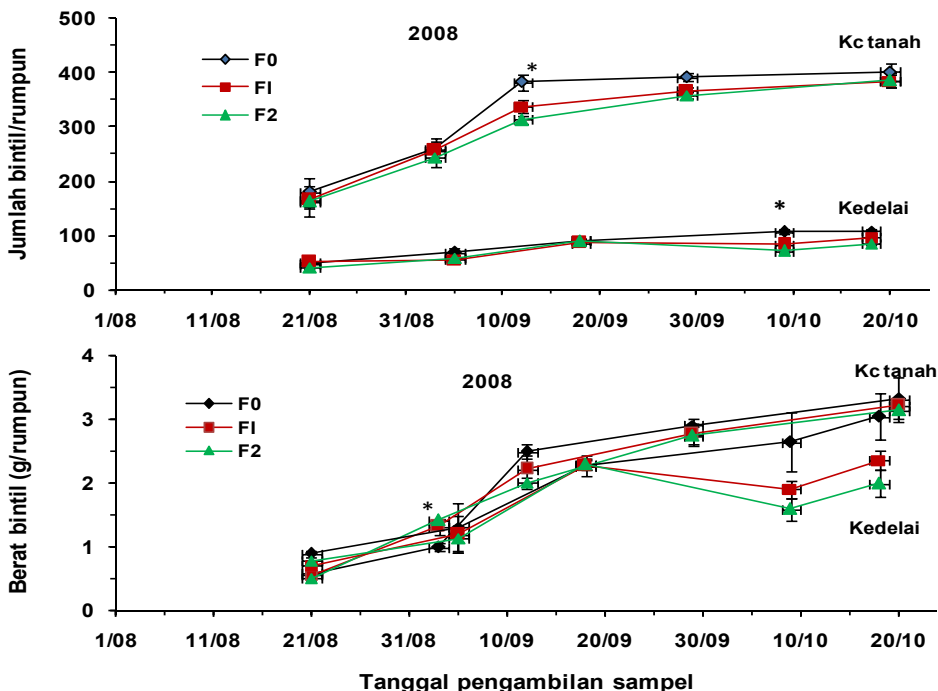 2008
Kc tanah
F0
F1
F2
*
*
Kedelai
Jumlah bintil/rumpun
500
400
300
200
100
0
1/08 11/08 21/08 31/08 10/09 20/09 30/09 10/10 20/10
2008
Kc tanah
F0
F1
F2
*
Kedelai
Berat bintil (g/rumpun)
4
3
2
1
0
1/08 11/08 21/08 31/08 10/09 20/09 30/09 10/10 20/10
Tanggal pengambilan sampel